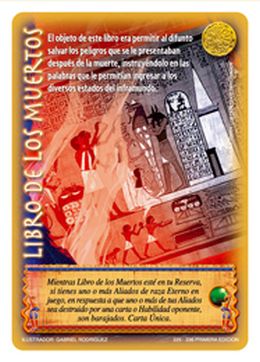 LIBRO DE LOS MUERTOS
El objeto de este libro era permitir al difunto
salvar los peligros que se le presentaban
después de la muerte, instruyéndolo en las
palabras que le permitían ingresar a los
diversos estados del inframundo.
Mientras Libro de los Muertos esté en tu Reserva,
si tienes uno o más Aliados de raza Eterno en
juego, en respuesta a que uno o más de tus Aliados
sea destruido por una carta o Habilidad oponente,
son barajados. Carta Única.
ILUSTRADOR: GABRIEL RODRIGUEZ
PRIMERA EDICIÓN